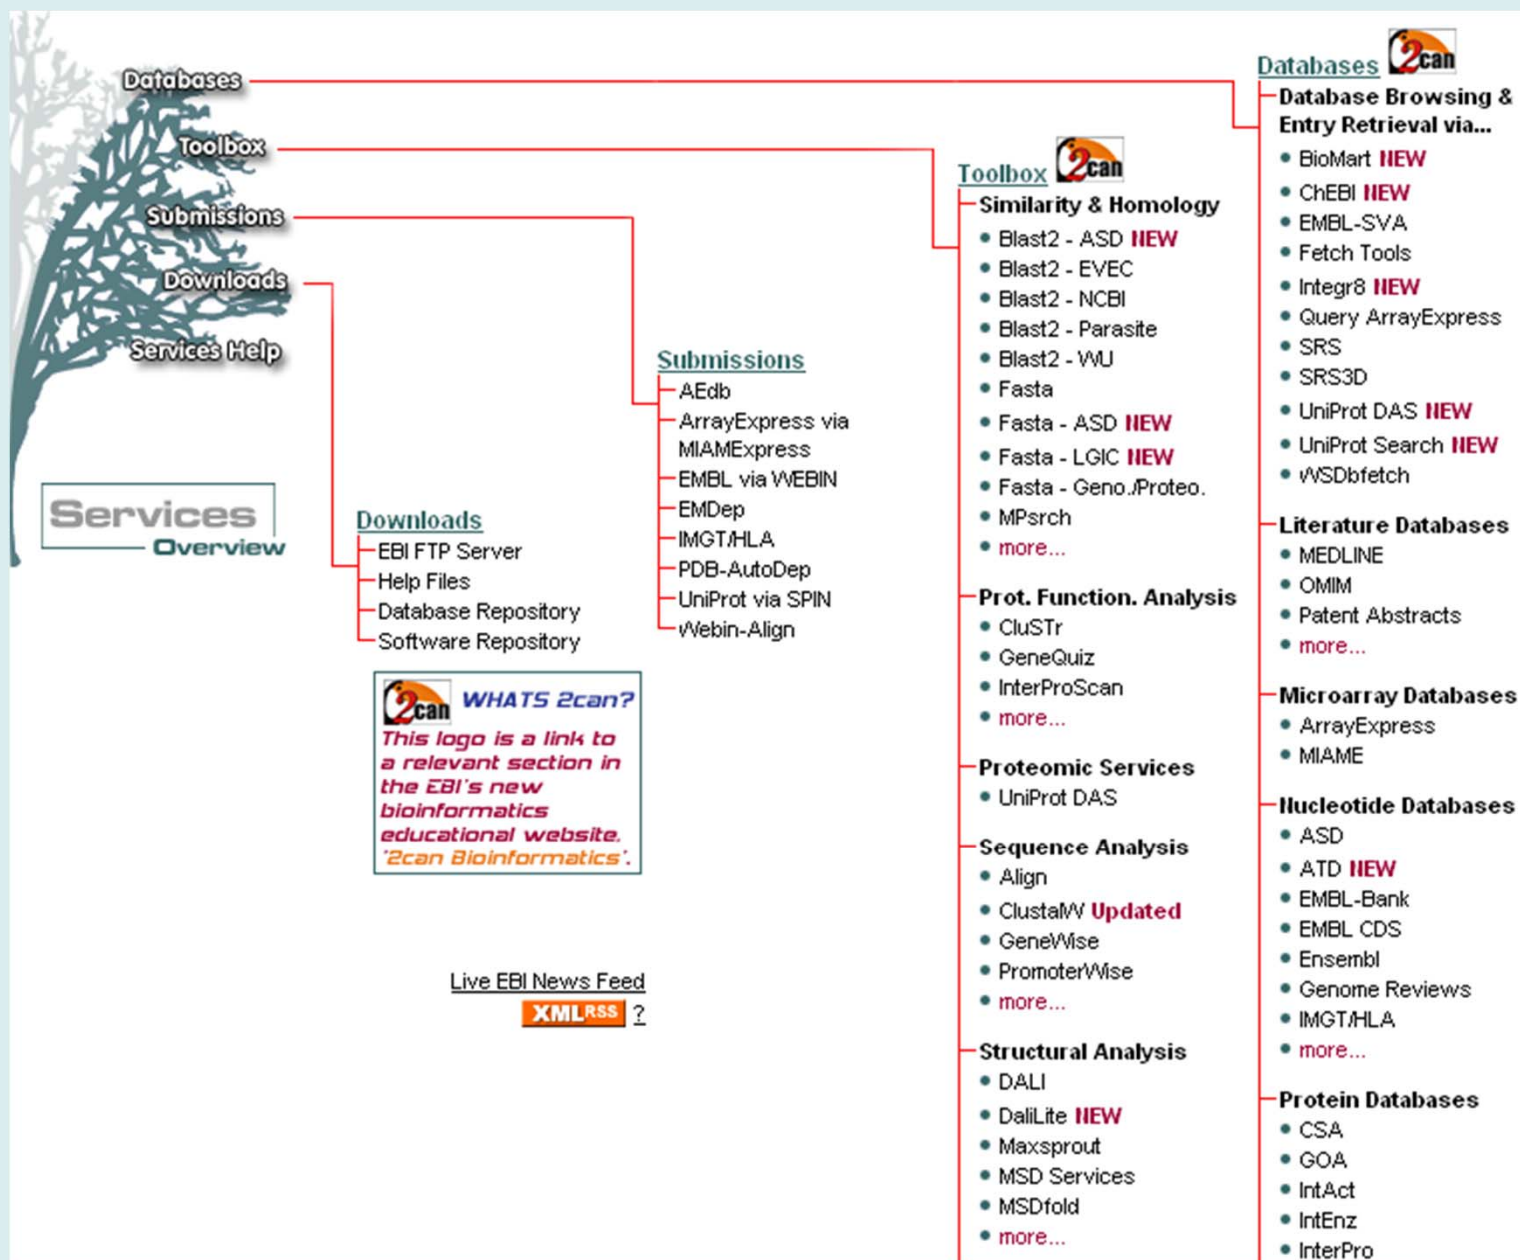 Databases
Toolbox
Submissions
Downloads
Services Help
Services
Overview
Downloads
EBI FTP Server
Help Files
Database Repository
Software Repository
2can WHATS 2can?
This logo is a link to
a relevant section in
the EBI's new
bioinformatics
educational website,
'2can Bioinformatics'.
Live EBI News Feed
XML RSS ?
Submissions
AEdb
ArrayExpress via
MIAMExpress
EMBL via WEBIN
EMDep
IMGT/HLA
PDB-AutoDep
UniProt via SPIN
Webin-Align
Toolbox 2can
Similarity & Homology
Blast2 - ASD NEW
Blast2 - EVEC
Blast2 - NCBI
Blast2 - Parasite
Blast2 - WU
Fasta
Fasta - ASD NEW
Fasta - LGIC NEW
Fasta - Geno./Proteo.
MPsrch
more...
Prot. Function. Analysis
CluSTr
GeneQuiz
InterProScan
more...
Proteomic Services
UniProt DAS
Sequence Analysis
Align
ClustalW Updated
GeneWise
PromoterWise
more...
Structural Analysis
DALI
DaliLite NEW
Maxsprout
MSD Services
MSDfold
more...
Databases 2can
Database Browsing &
Entry Retrieval via...
BioMart NEW
ChEBI NEW
EMBL-SVA
Fetch Tools
Integr8 NEW
Query ArrayExpress
SRS
SRS3D
UniProt DAS NEW
UniProt Search NEW
WSDbfetch
Literature Databases
MEDLINE
OMIM
Patent Abstracts
more...
Microarray Databases
ArrayExpress
MIAME
Nucleotide Databases
ASD
ATD NEW
EMBL-Bank
EMBL CDS
Ensembl
Genome Reviews
IMGT/HLA
more...
Protein Databases
CSA
GOA
IntAct
IntEnz
InterPro